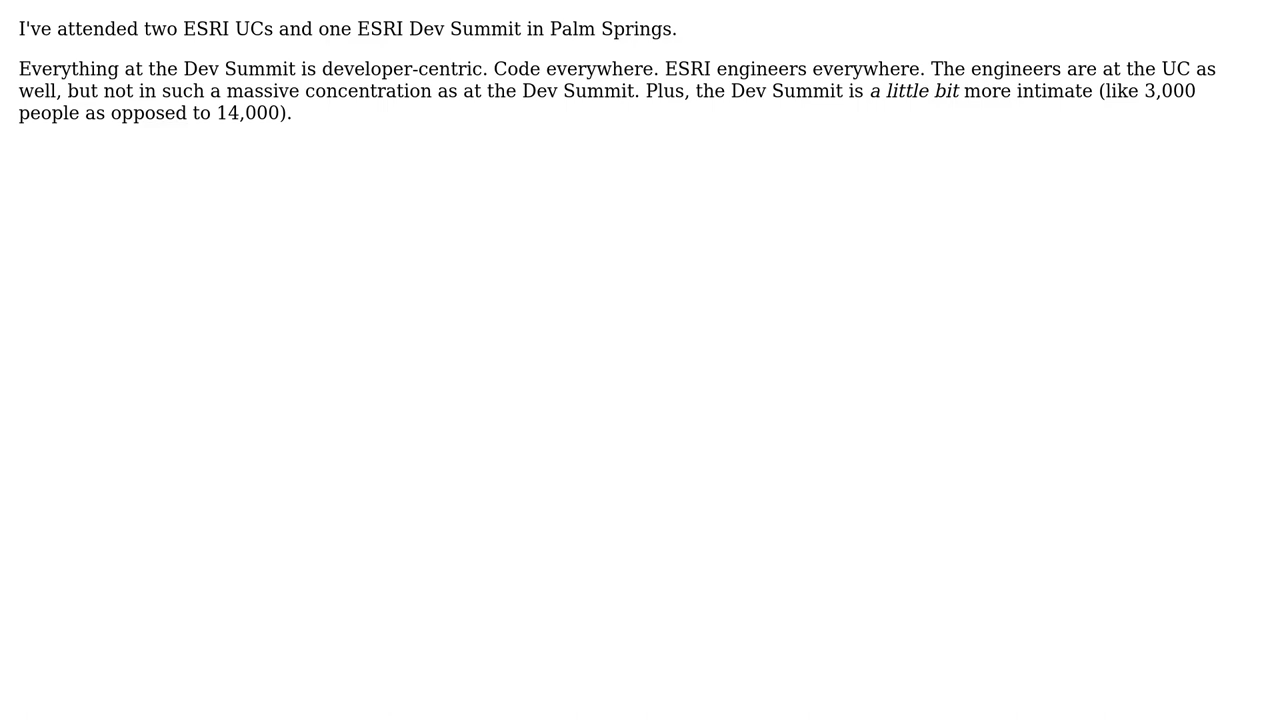 I've attended two ESRI UCs and one ESRI Dev Summit in Palm Springs.
Everything at the Dev Summit is developer-centric. Code everywhere. ESRI engineers everywhere. The engineers are at the UC as
well, but not in such a massive concentration as at the Dev Summit. Plus, the Dev Summit is a little bit more intimate (like 3,000
people as opposed to 14,000).